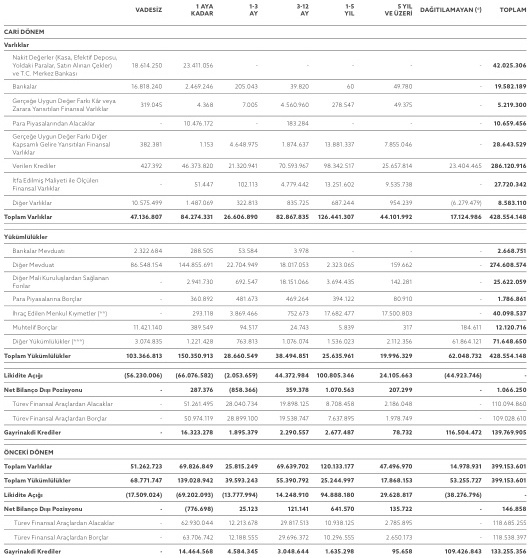 VADESİZ 1 AYA KADAR 1-3 AY 3-12 AY 1-5 YIL 5 YIL VE ÜZERİ DAĞITILAMAYAN (*) TOPLAM
CARİ DÖNEM
Varlıklar
Nakit Değerler (Kasa, Efektif Deposu, Yoldaki Paralar, Satın Alınan Çekler) ve T.C. Merkez Bankası 18.614.250 23.411.056 - - - - - 42.025.306
Bankalar 16.818.240 2.469.246 205.043 39.820 60 49.780 - 19.582.189
Gerçeğe Uygun Değer Farkı Kâr veya Zarara Yansıtılan Finansal Varlıklar 319.045 4.368 7.005 4.560.960 278.547 49.375 - 5.219.300
Para Piyasalarından Alacaklar - 10.476.172 - 183.284 - - - 10.659.456
Gerçeğe Uygun Değer Farkı Diğer Kapsamlı Gelire Yansıtılan Finansal Varlıklar 382.381 1.153 4.648.975 1.874.637 13.881.337 7.855.046 - 28.643.529
Verilen Krediler 427.392 46.373.820 21.320.941 70.593.967 98.342.517 25.657.814 23.404.465 286.120.916
İtfa Edilmiş Maliyeti ile Ölçülen Finansal Varlıklar - 51.447 102.113 4.779.442 13.251.602 9.535.738 - 27.720.342
Diğer Varlıklar 10.575.499 1.487.069 322.813 835.725 687.244 954.239 (6.279.479) 8.583.110
Toplam Varlıklar 47.136.807 84.274.331 26.606.890 82.867.835 126.441.307 44.101.992 17.124.986 428.554.148
Yükümlülükler
Bankalar Mevduatı 2.322.684 288.505 53.584 3.978 - - - 2.668.751
Diğer Mevduat 86.548.154 144.855.691 22.704.949 18.017.053 2.323.065 159.662 - 274.608.574
Diğer Mali Kuruluşlardan Sağlanan Fonlar - 2.941.730 692.547 18.151.066 3.694.435 142.281 - 25.622.059
Para Piyasalarına Borçlar - 360.892 481.673 469.264 394.122 80.910 - 1.786.861
İhraç Edilen Menkul Kıymetler (**) - 293.118 3.869.466 752.673 17.682.477 17.500.803 - 40.098.537
Muhtelif Borçlar 11.421.140 389.549 94.517 24.743 5.839 317 184.611 12.120.716
Diğer Yükümlülükler (***) 3.074.835 1.221.428 763.813 1.076.074 1.536.023 2.112.356 61.864.121 71.648.650
Toplam Yükümlülükler 103.366.813 150.350.913 28.660.549 38.494.851 25.635.961 19.996.329 62.048.732 428.554.148
Likidite Açığı (56.230.006) (66.076.582) (2.053.659) 44.372.984 100.805.346 24.105.663 (44.923.746) -
Net Bilanço Dışı Pozisyonu - 287.376 (858.366) 359.378 1.070.563 207.299 - 1.066.250
Türev Finansal Araçlardan Alacaklar - 51.261.495 28.040.734 19.898.125 8.708.458 2.186.048 - 110.094.860
Türev Finansal Araçlardan Borçlar - 50.974.119 28.899.100 19.538.747 7.637.895 1.978.749 - 109.028.610
Gayrinakdi Krediler - 16.323.278 1.895.379 2.290.557 2.677.487 78.732 116.504.472 139.769.905
ÖNCEKİ DÖNEM
Toplam Varlıklar 51.262.723 69.826.849 25.815.249 69.639.702 120.133.177 47.496.970 14.978.931 399.153.601
Toplam Yükümlülükler 68.771.747 139.028.942 39.593.243 55.390.792 25.244.997 17.868.153 53.255.727 399.153.601
Likidite Açığı (17.509.024) (69.202.093) (13.777.994) 14.248.910 94.888.180 29.628.817 (38.276.796)
Net Bilanço Dışı Pozisyonu - (776.698) 25.123 121.141 641.570 135.722 - 146.858
Türev Finansal Araçlardan Alacaklar - 62.930.044 12.213.678 29.817.513 10.938.125 2.785.895 - 118.685.255
Türev Finansal Araçlardan Borçlar - 63.706.742 12.188.555 29.696.372 10.296.555 2.650.173 - 118.538.397
Gayrinakdi Krediler - 14.464.568 4.584.345 3.048.644 1.635.298 95.658 109.426.843 133.255.356